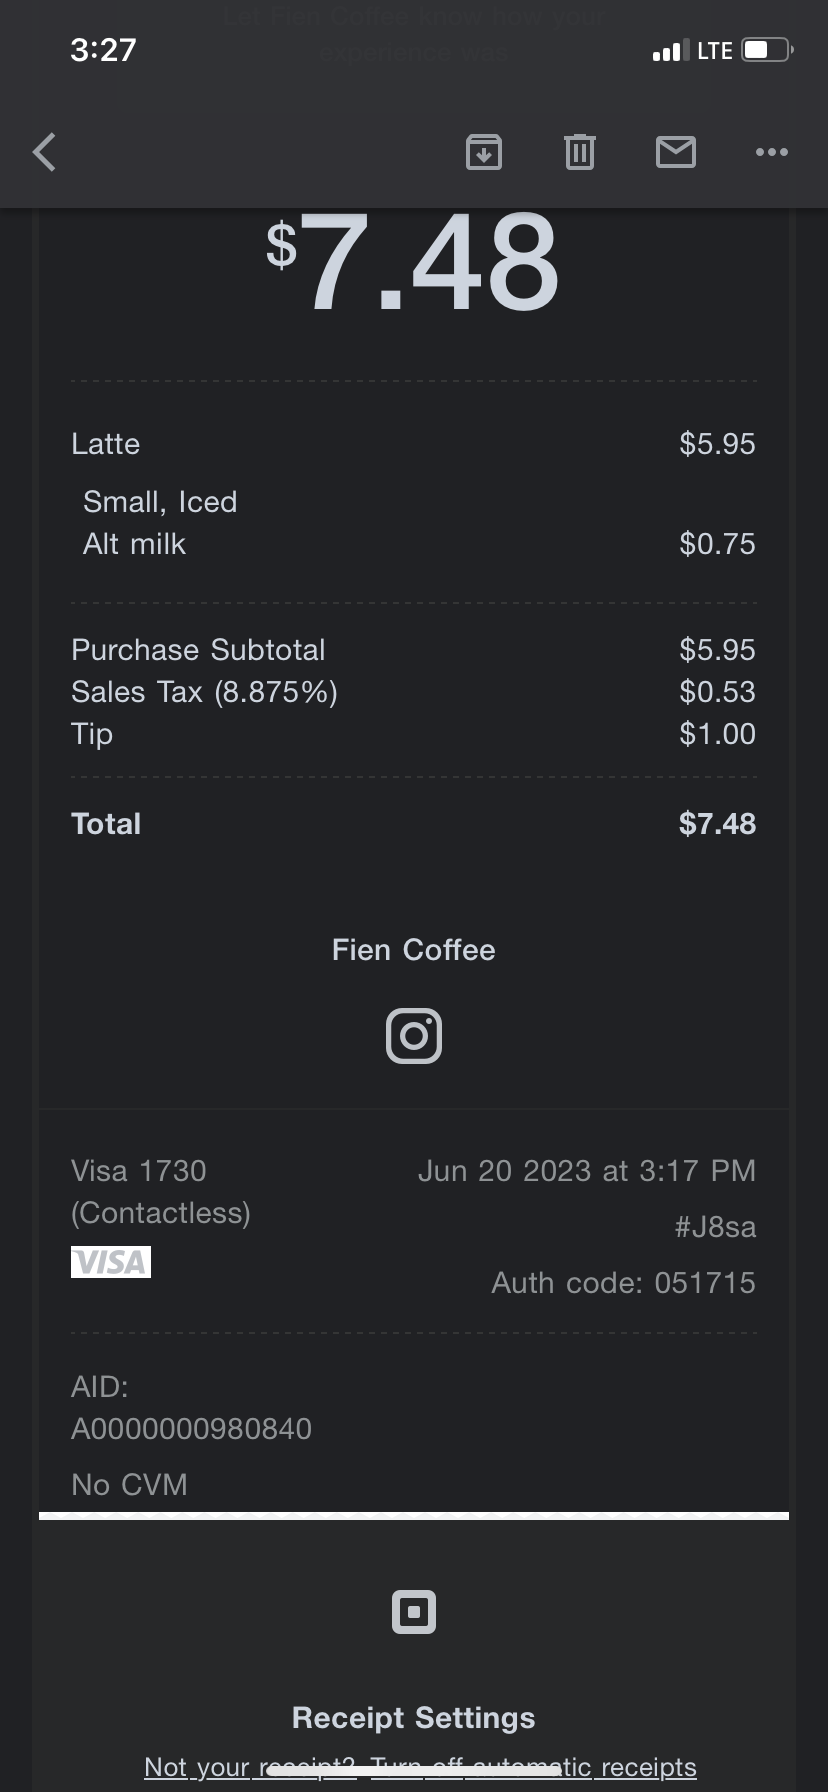 Let Fien Coffee know how your
experience was
3:27
LTE
$7.48
Latte $5.95
Small, Iced
Alt milk $0.75
Purchase Subtotal $5.95
Sales Tax (8.875%) $0.53
Tip $1.00
Total $7.48
Fien Coffee
Visa 1730 Jun 20 2023 at 3:17 PM
(Contactless)
#J8sa
VISA
Auth code: 051715
AID:
A0000000980840
No CVM
Receipt Settings
Not your receipt? Turn off automatic receipts